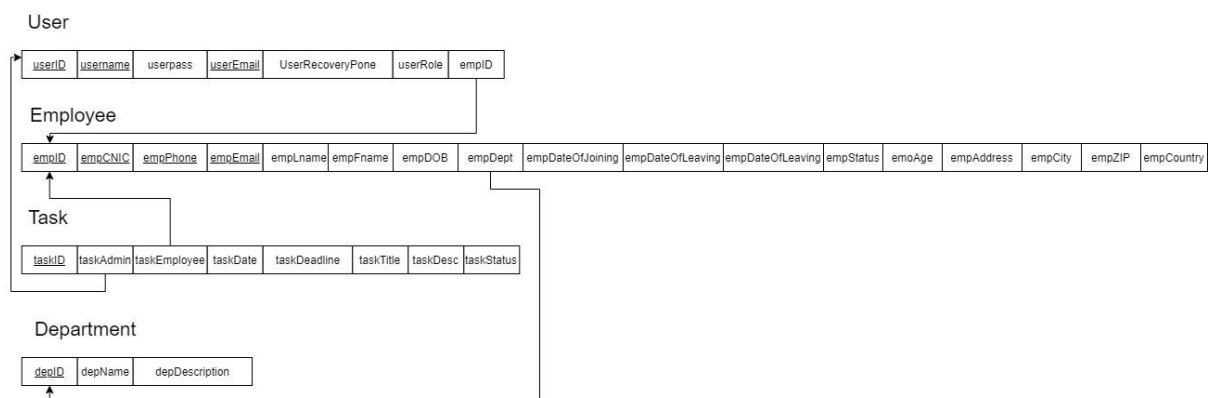 User
userID username userpass userEmail UserRecoveryPone userRole empID
Employee
empID empCNIC empPhone empEmail empLname empFname empDOB empDept empDateOfJoining empDateOfLeaving empDateOfLeaving empStatus emoAge empAddress empCity empZIP empCountry
Task
taskID taskAdmin taskEmployee taskDate taskDeadline taskTitle taskDesc taskStatus
Department
depID depName depDescription